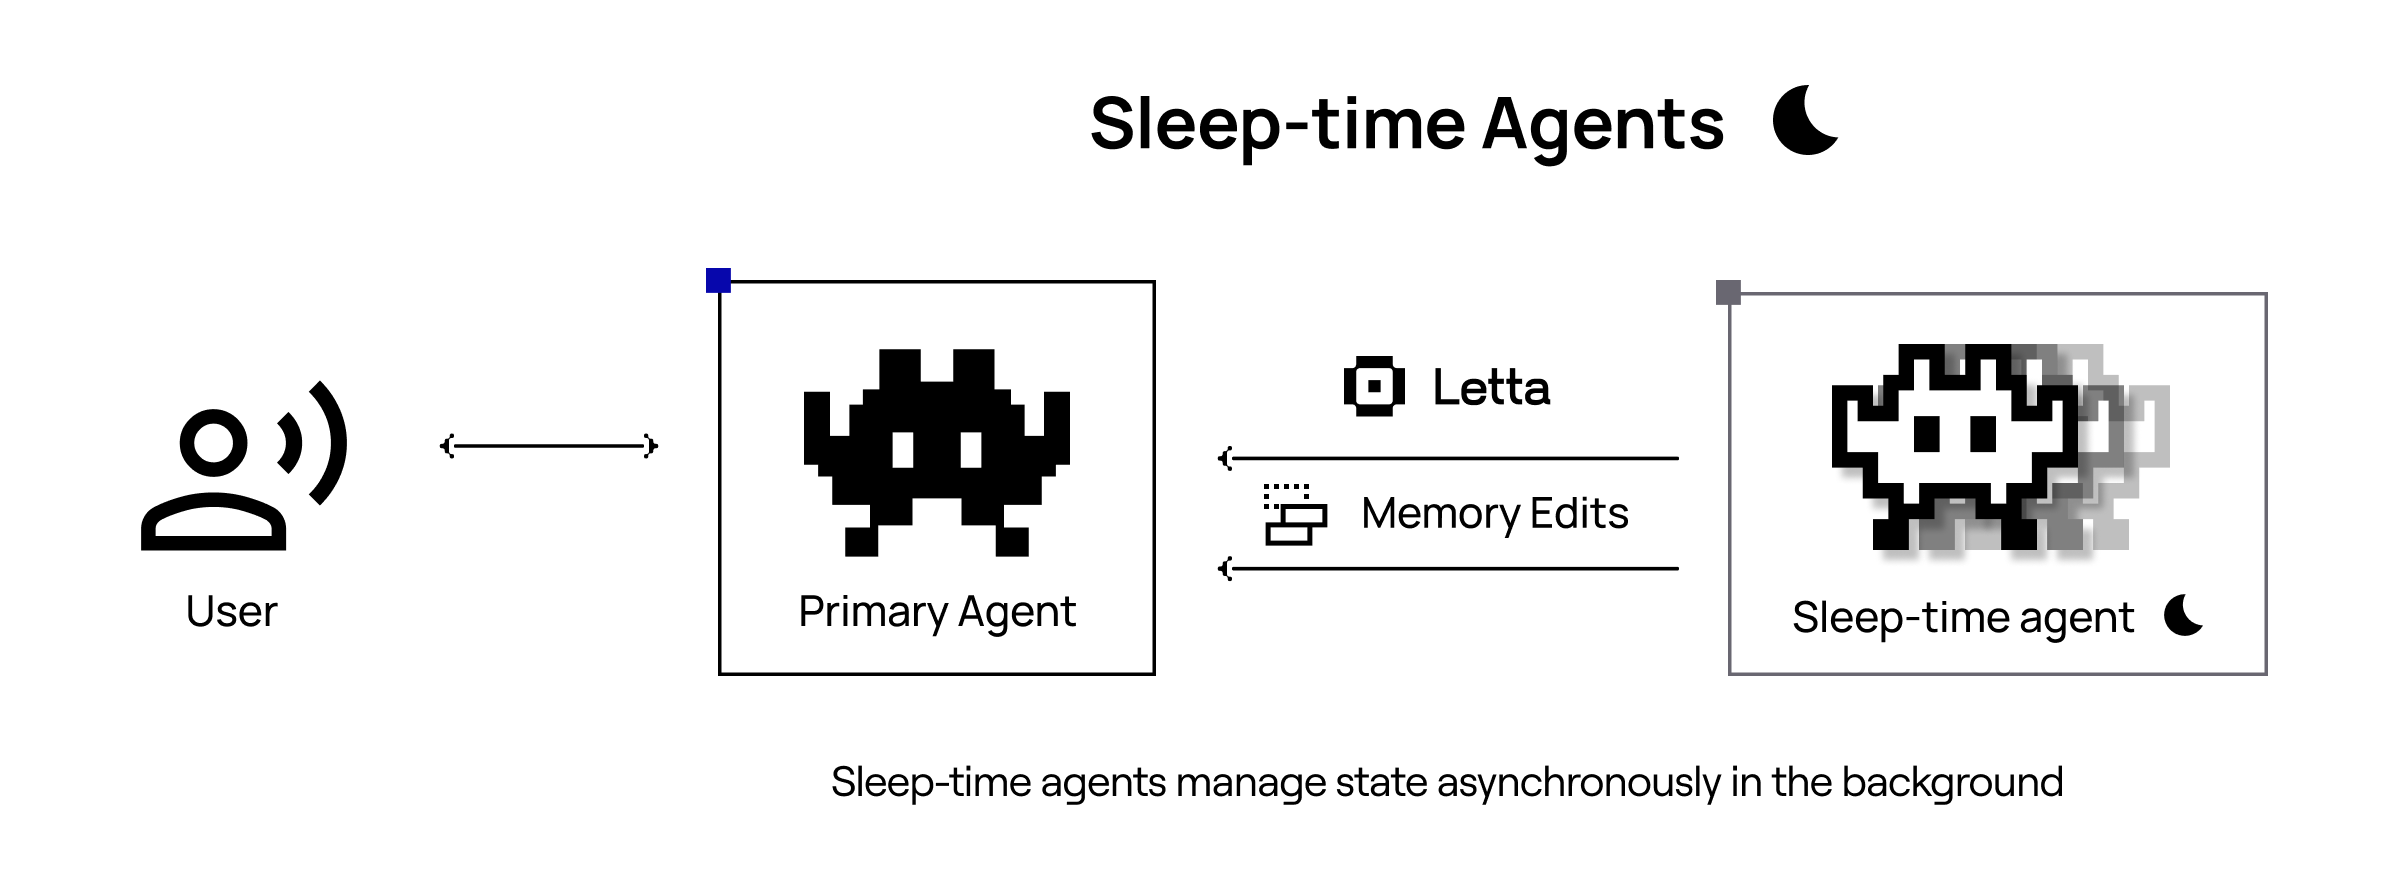 Sleep-time Agents
Letta
Memory Edits
User
Primary Agent
Sleep-time agent
Sleep-time agents manage state asynchronously in the background